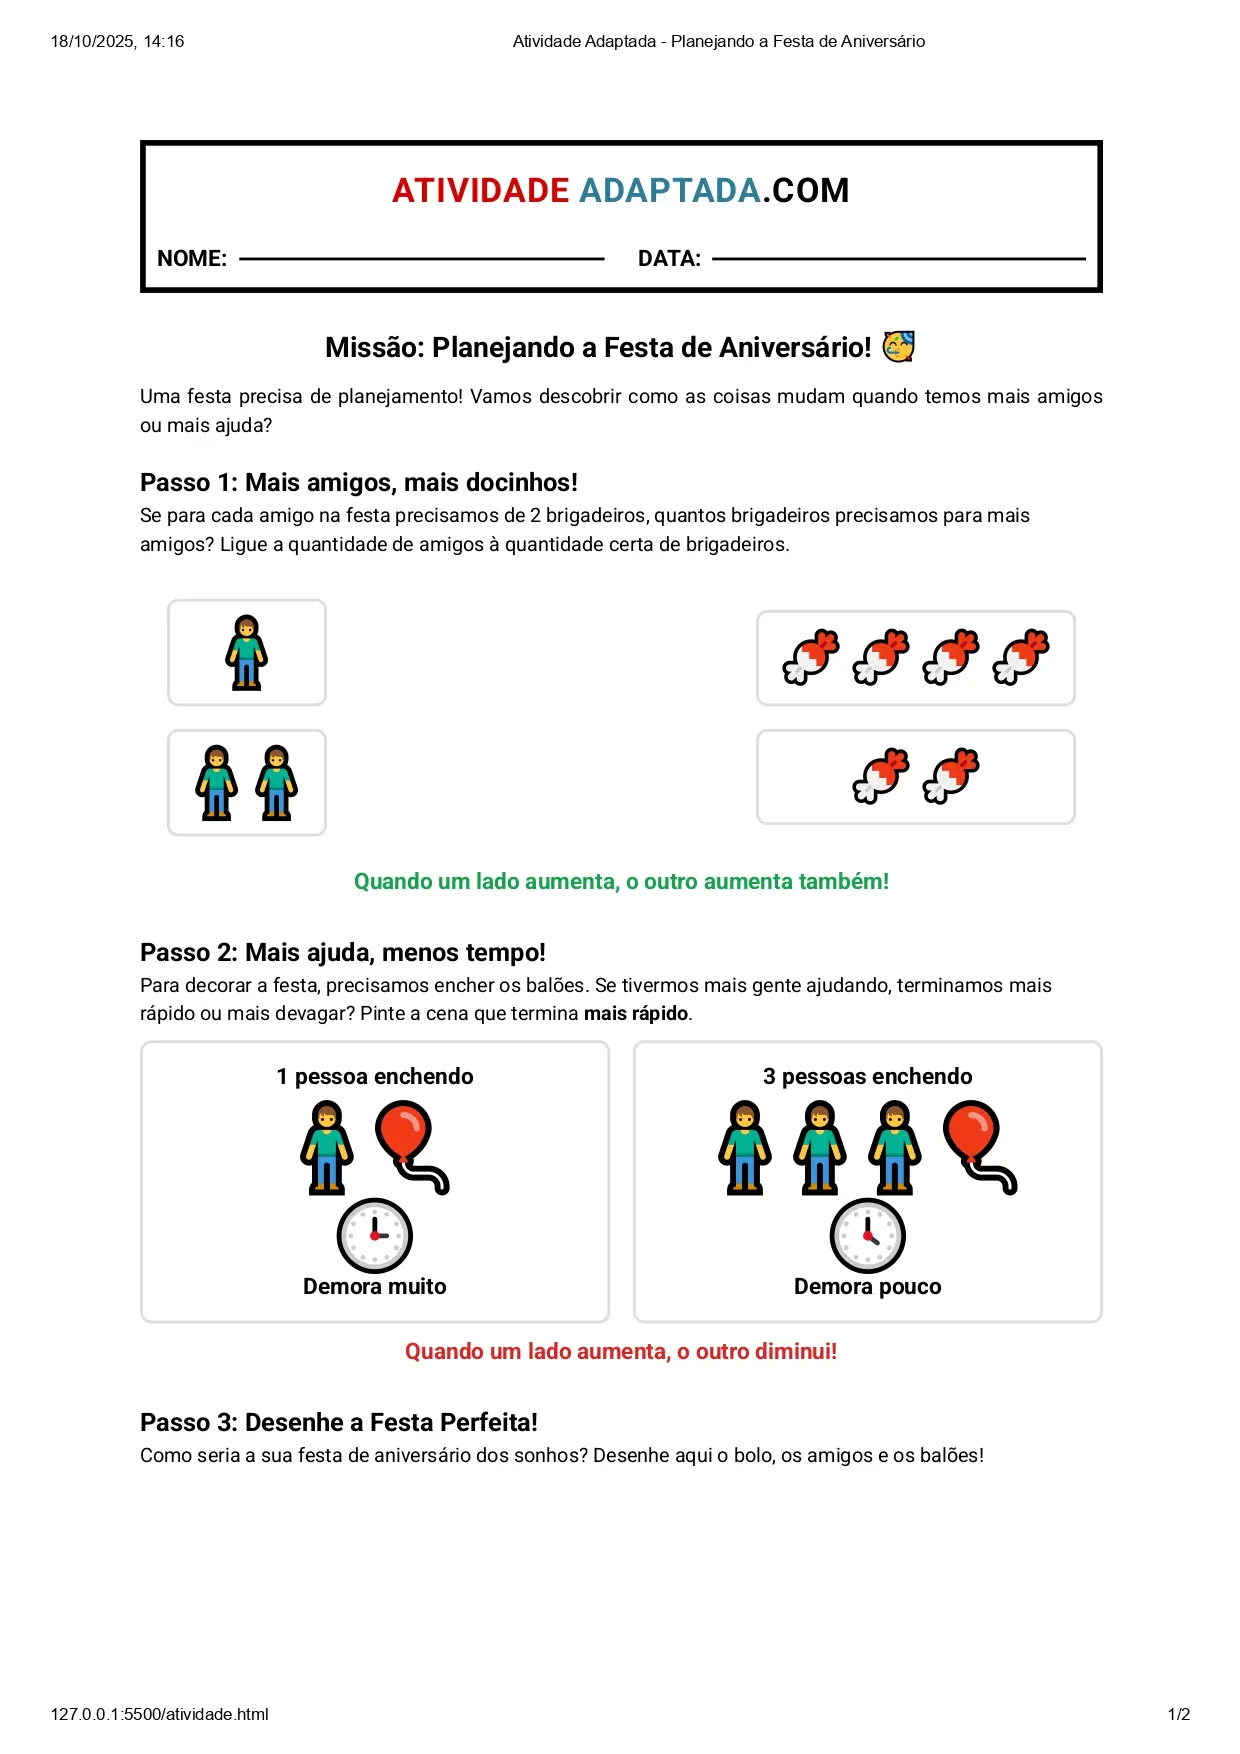 18/10/2025, 14:16
Atividade Adaptada - Planejando a Festa de Aniversário
ATIVIDADE ADAPTADA.COM
NOME:
DATA:
Missão: Planejando a Festa de Aniversário!
Uma festa precisa de planejamento! Vamos descobrir como as coisas mudam quando temos mais amigos
ou mais ajuda?
Passo 1: Mais amigos, mais docinhos!
Se para cada amigo na festa precisamos de 2 brigadeiros, quantos brigadeiros precisamos para mais
amigos? Ligue a quantidade de amigos à quantidade certa de brigadeiros.
Quando um lado aumenta, o outro aumenta também!
Passo 2: Mais ajuda, menos tempo!
Para decorar a festa, precisamos encher os balões. Se tivermos mais gente ajudando, terminamos mais
rápido ou mais devagar? Pinte a cena que termina mais rápido.
1 pessoa enchendo
Demora muito
3 pessoas enchendo
Demora pouco
Quando um lado aumenta, o outro diminui!
Passo 3: Desenhe a Festa Perfeita!
Como seria a sua festa de aniversário dos sonhos? Desenhe aqui o bolo, os amigos e os balões!
127.0.0.1:5500/atividade.html
1/2